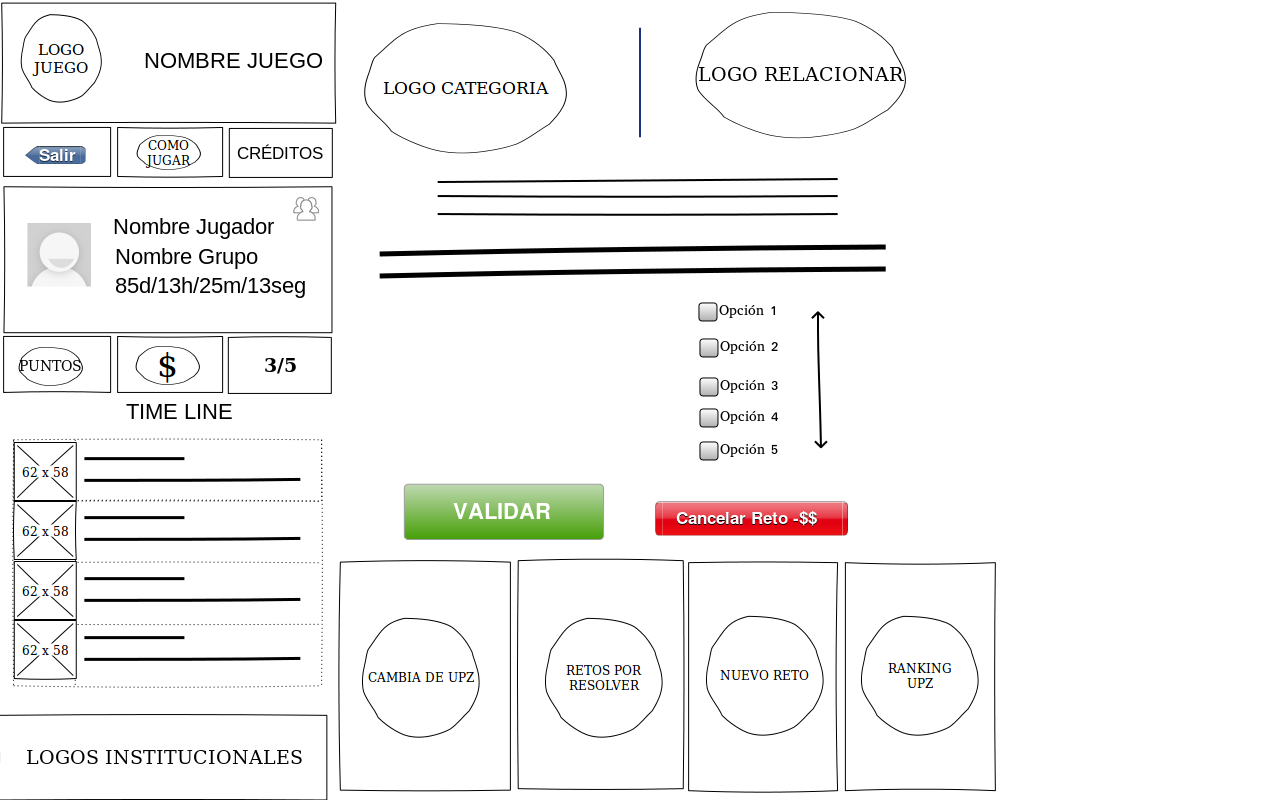 LOGO
JUEGO
NOMBRE JUEGO
Salir
COMO
JUGAR
CRÉDITOS
Nombre Jugador
Nombre Grupo
85d/13h/25m/13seg
PUNTOS
$
3/5
TIME LINE
62 x 58
62 x 58
62 x 58
62 x 58
LOGOS INSTITUCIONALES
LOGO CATEGORIA
LOGO RELACIONAR
Opción 1
Opción 2
Opción 3
Opción 4
Opción 5
VALIDAR
Cancelar Reto -$$
CAMBIA DE UPZ
RETOS POR
RESOLVER
NUEVO RETO
RANKING
UPZ